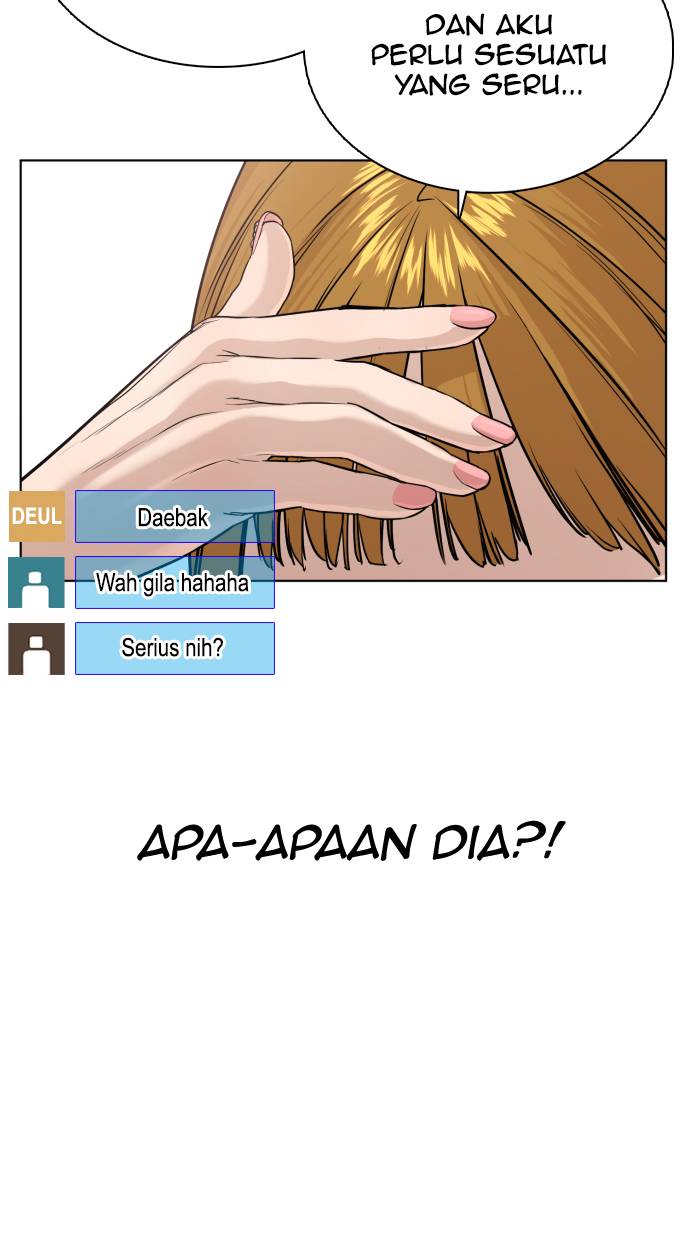 DAN AKU
PERLU SESUATU
YANG SERU...
DEUL
Daebak
Wah gila hahaha
Serius nih?
APA-APAAN DIA?!